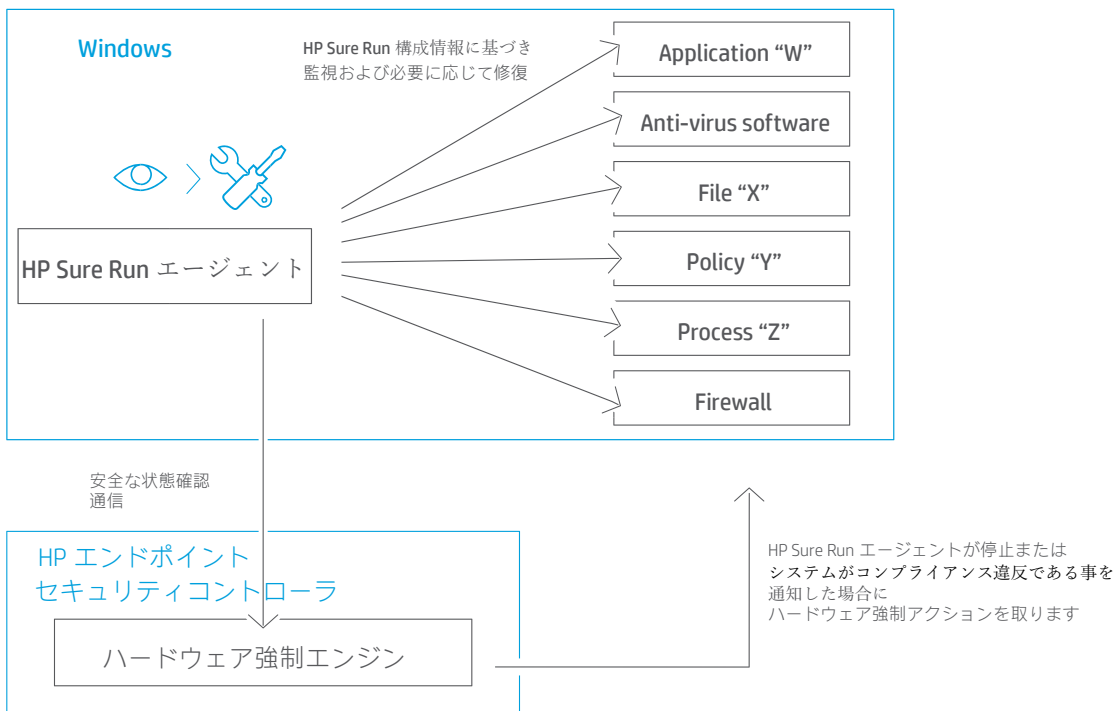 Windows
HP Sure Run 構成情報に基づき
監視および必要に応じて修復
Application “W”
Anti-virus software
File “X”
Policy “Y”
Process “Z”
Firewall
HP Sure Run エージェント
安全な状態確認
通信
HP エンドポイント
セキュリティコントローラ
ハードウェア強制エンジン
HP Sure Run エージェントが停止または
システムがコンプライアンス違反である事を
通知した場合に
ハードウェア強制アクションを取ります